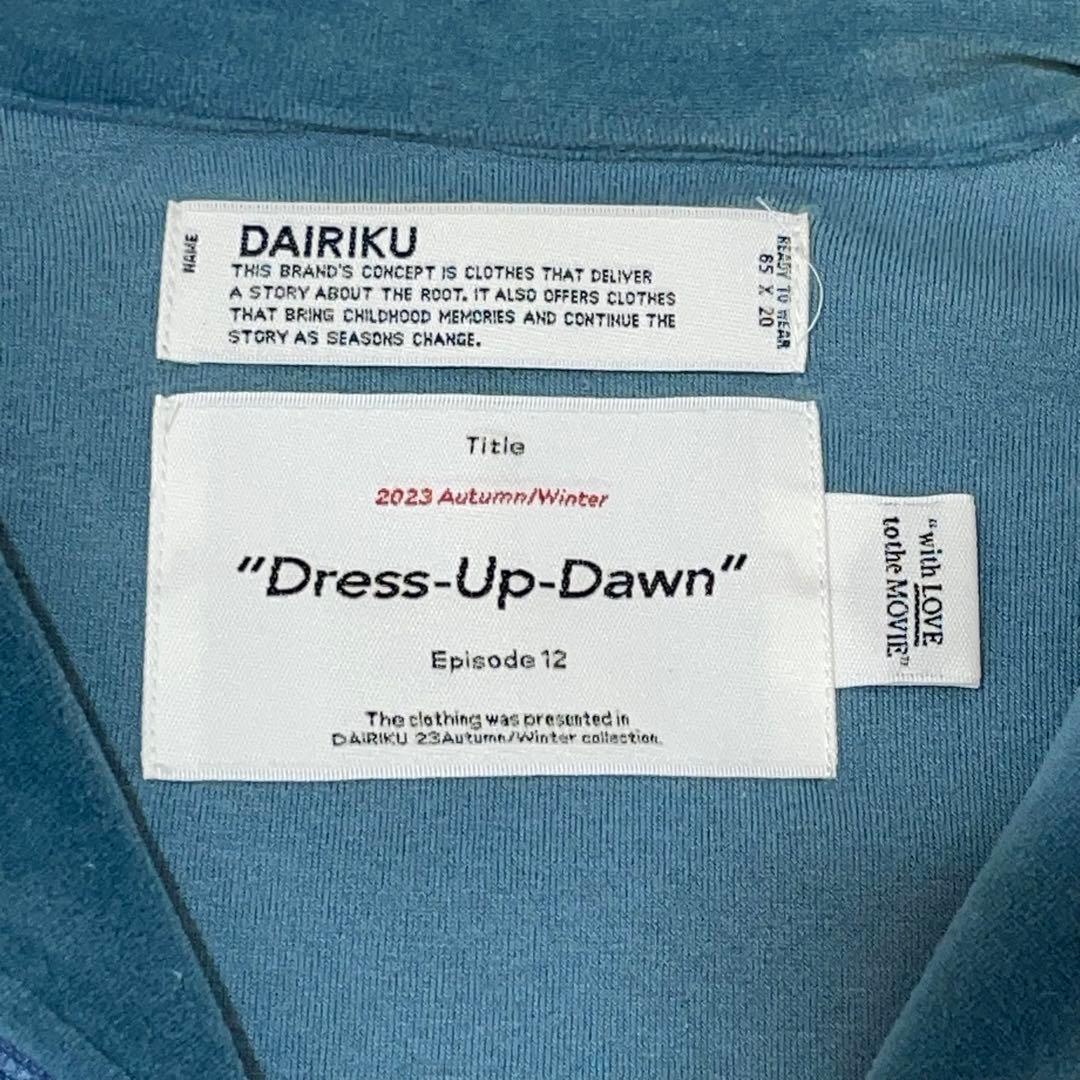 NAME
DAIRIKU
THIS BRAND'S CONCEPT IS CLOTHES THAT DELIVER
A STORY ABOUT THE ROOT. IT ALSO OFFERS CLOTHES
THAT BRING CHILDHOOD MEMORIES AND CONTINUE THE
STORY AS SEASONS CHANGE.
READY TO WEAR
65 X 20
Title
2023 Autumn/Winter
"Dress-Up-Dawn"
Episode 12
The clothing was presented in
DAIRIKU 23Autumn/Winter collection.
"with LOVE
to the MOVIE"